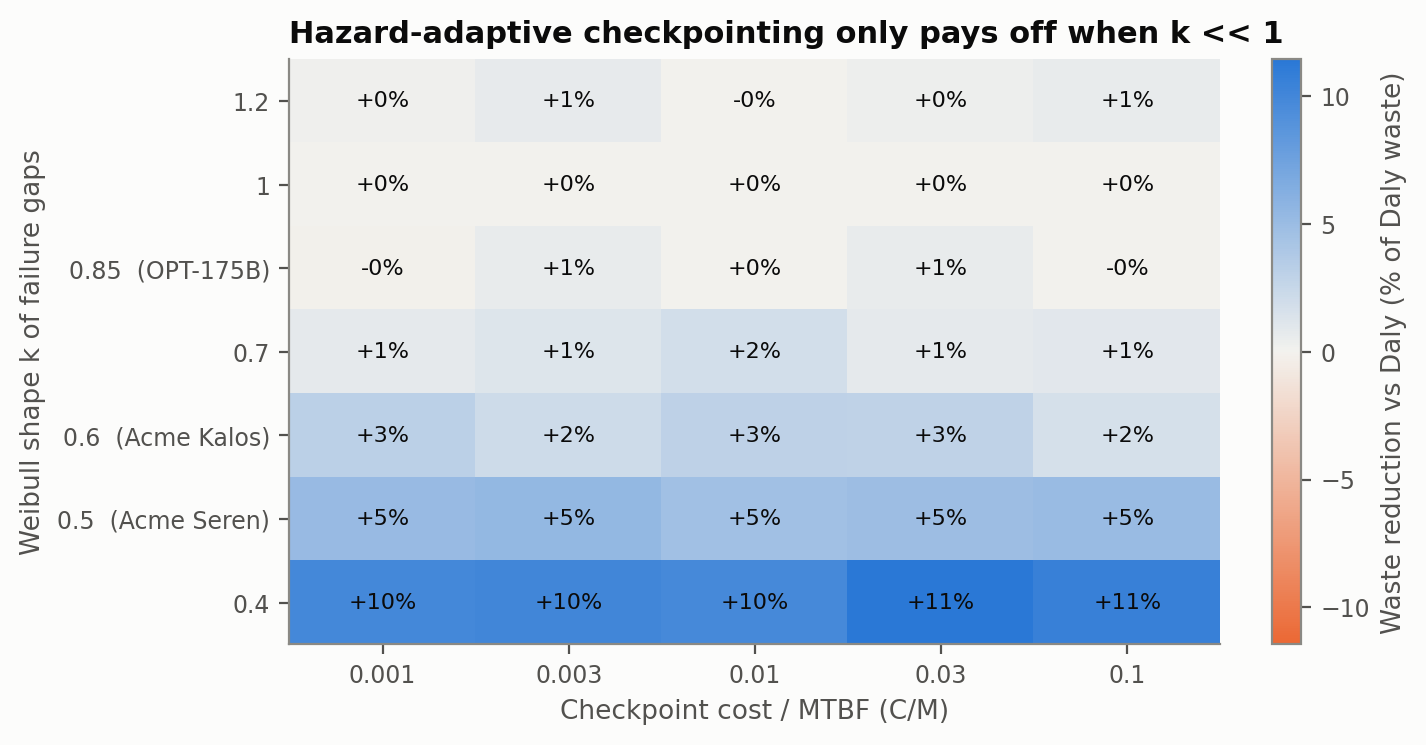 Hazard-adaptive checkpointing only pays off when k << 1
Weibull shape k of failure gaps
1.2 +0% +1% -0% +0% +1%
1 +0% +0% +0% +0% +0%
0.85 (OPT-175B) -0% +1% +0% +1% -0%
0.7 +1% +1% +2% +1% +1%
0.6 (Acme Kalos) +3% +2% +3% +3% +2%
0.5 (Acme Seren) +5% +5% +5% +5% +5%
0.4 +10% +10% +10% +11% +11%
0.001 0.003 0.01 0.03 0.1
Checkpoint cost / MTBF (C/M)
10
5
0
−5
−10
Waste reduction vs Daly (% of Daly waste)